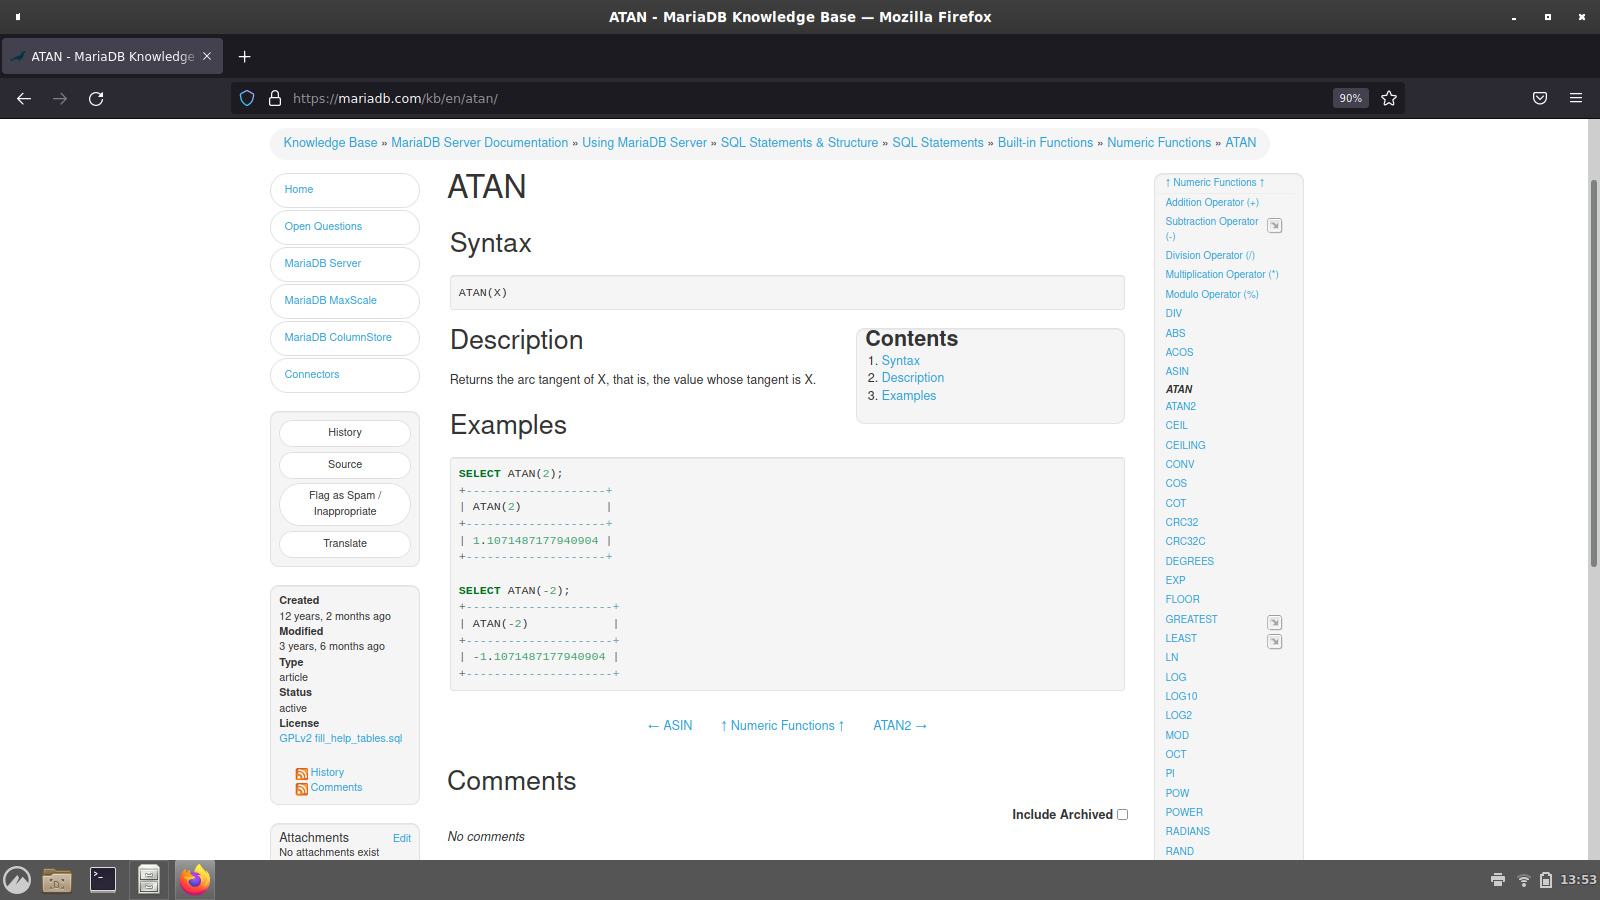 ATAN - MariaDB Knowledge Base — Mozilla Firefox
ATAN - MariaDB Knowledge
https://mariadb.com/kb/en/atan/
90%
Knowledge Base » MariaDB Server Documentation » Using MariaDB Server » SQL Statements & Structure » SQL Statements » Built-in Functions » Numeric Functions » ATAN
Home
Open Questions
MariaDB Server
MariaDB MaxScale
MariaDB ColumnStore
Connectors
History
Source
Flag as Spam /
Inappropriate
Translate
Created
12 years, 2 months ago
Modified
3 years, 6 months ago
Type
article
Status
active
License
GPLv2 fill_help_tables.sql
History
Comments
Attachments Edit
No attachments exist
ATAN
Syntax
ATAN(X)
Description
Returns the arc tangent of X, that is, the value whose tangent is X.
Contents
1. Syntax
2. Description
3. Examples
Examples
SELECT ATAN(2);
+--------------------+
| ATAN(2)            |
+--------------------+
| 1.1071487177940904 |
+--------------------+
SELECT ATAN(-2);
+---------------------+
| ATAN(-2)            |
+---------------------+
| -1.1071487177940904 |
+---------------------+
← ASIN ↑ Numeric Functions ↑ ATAN2 →
Comments
Include Archived
No comments
↑ Numeric Functions ↑
Addition Operator (+)
Subtraction Operator
(-)
Division Operator (/)
Multiplication Operator (*)
Modulo Operator (%)
DIV
ABS
ACOS
ASIN
ATAN
ATAN2
CEIL
CEILING
CONV
COS
COT
CRC32
CRC32C
DEGREES
EXP
FLOOR
GREATEST
LEAST
LN
LOG
LOG10
LOG2
MOD
OCT
PI
POW
POWER
RADIANS
RAND
13:53